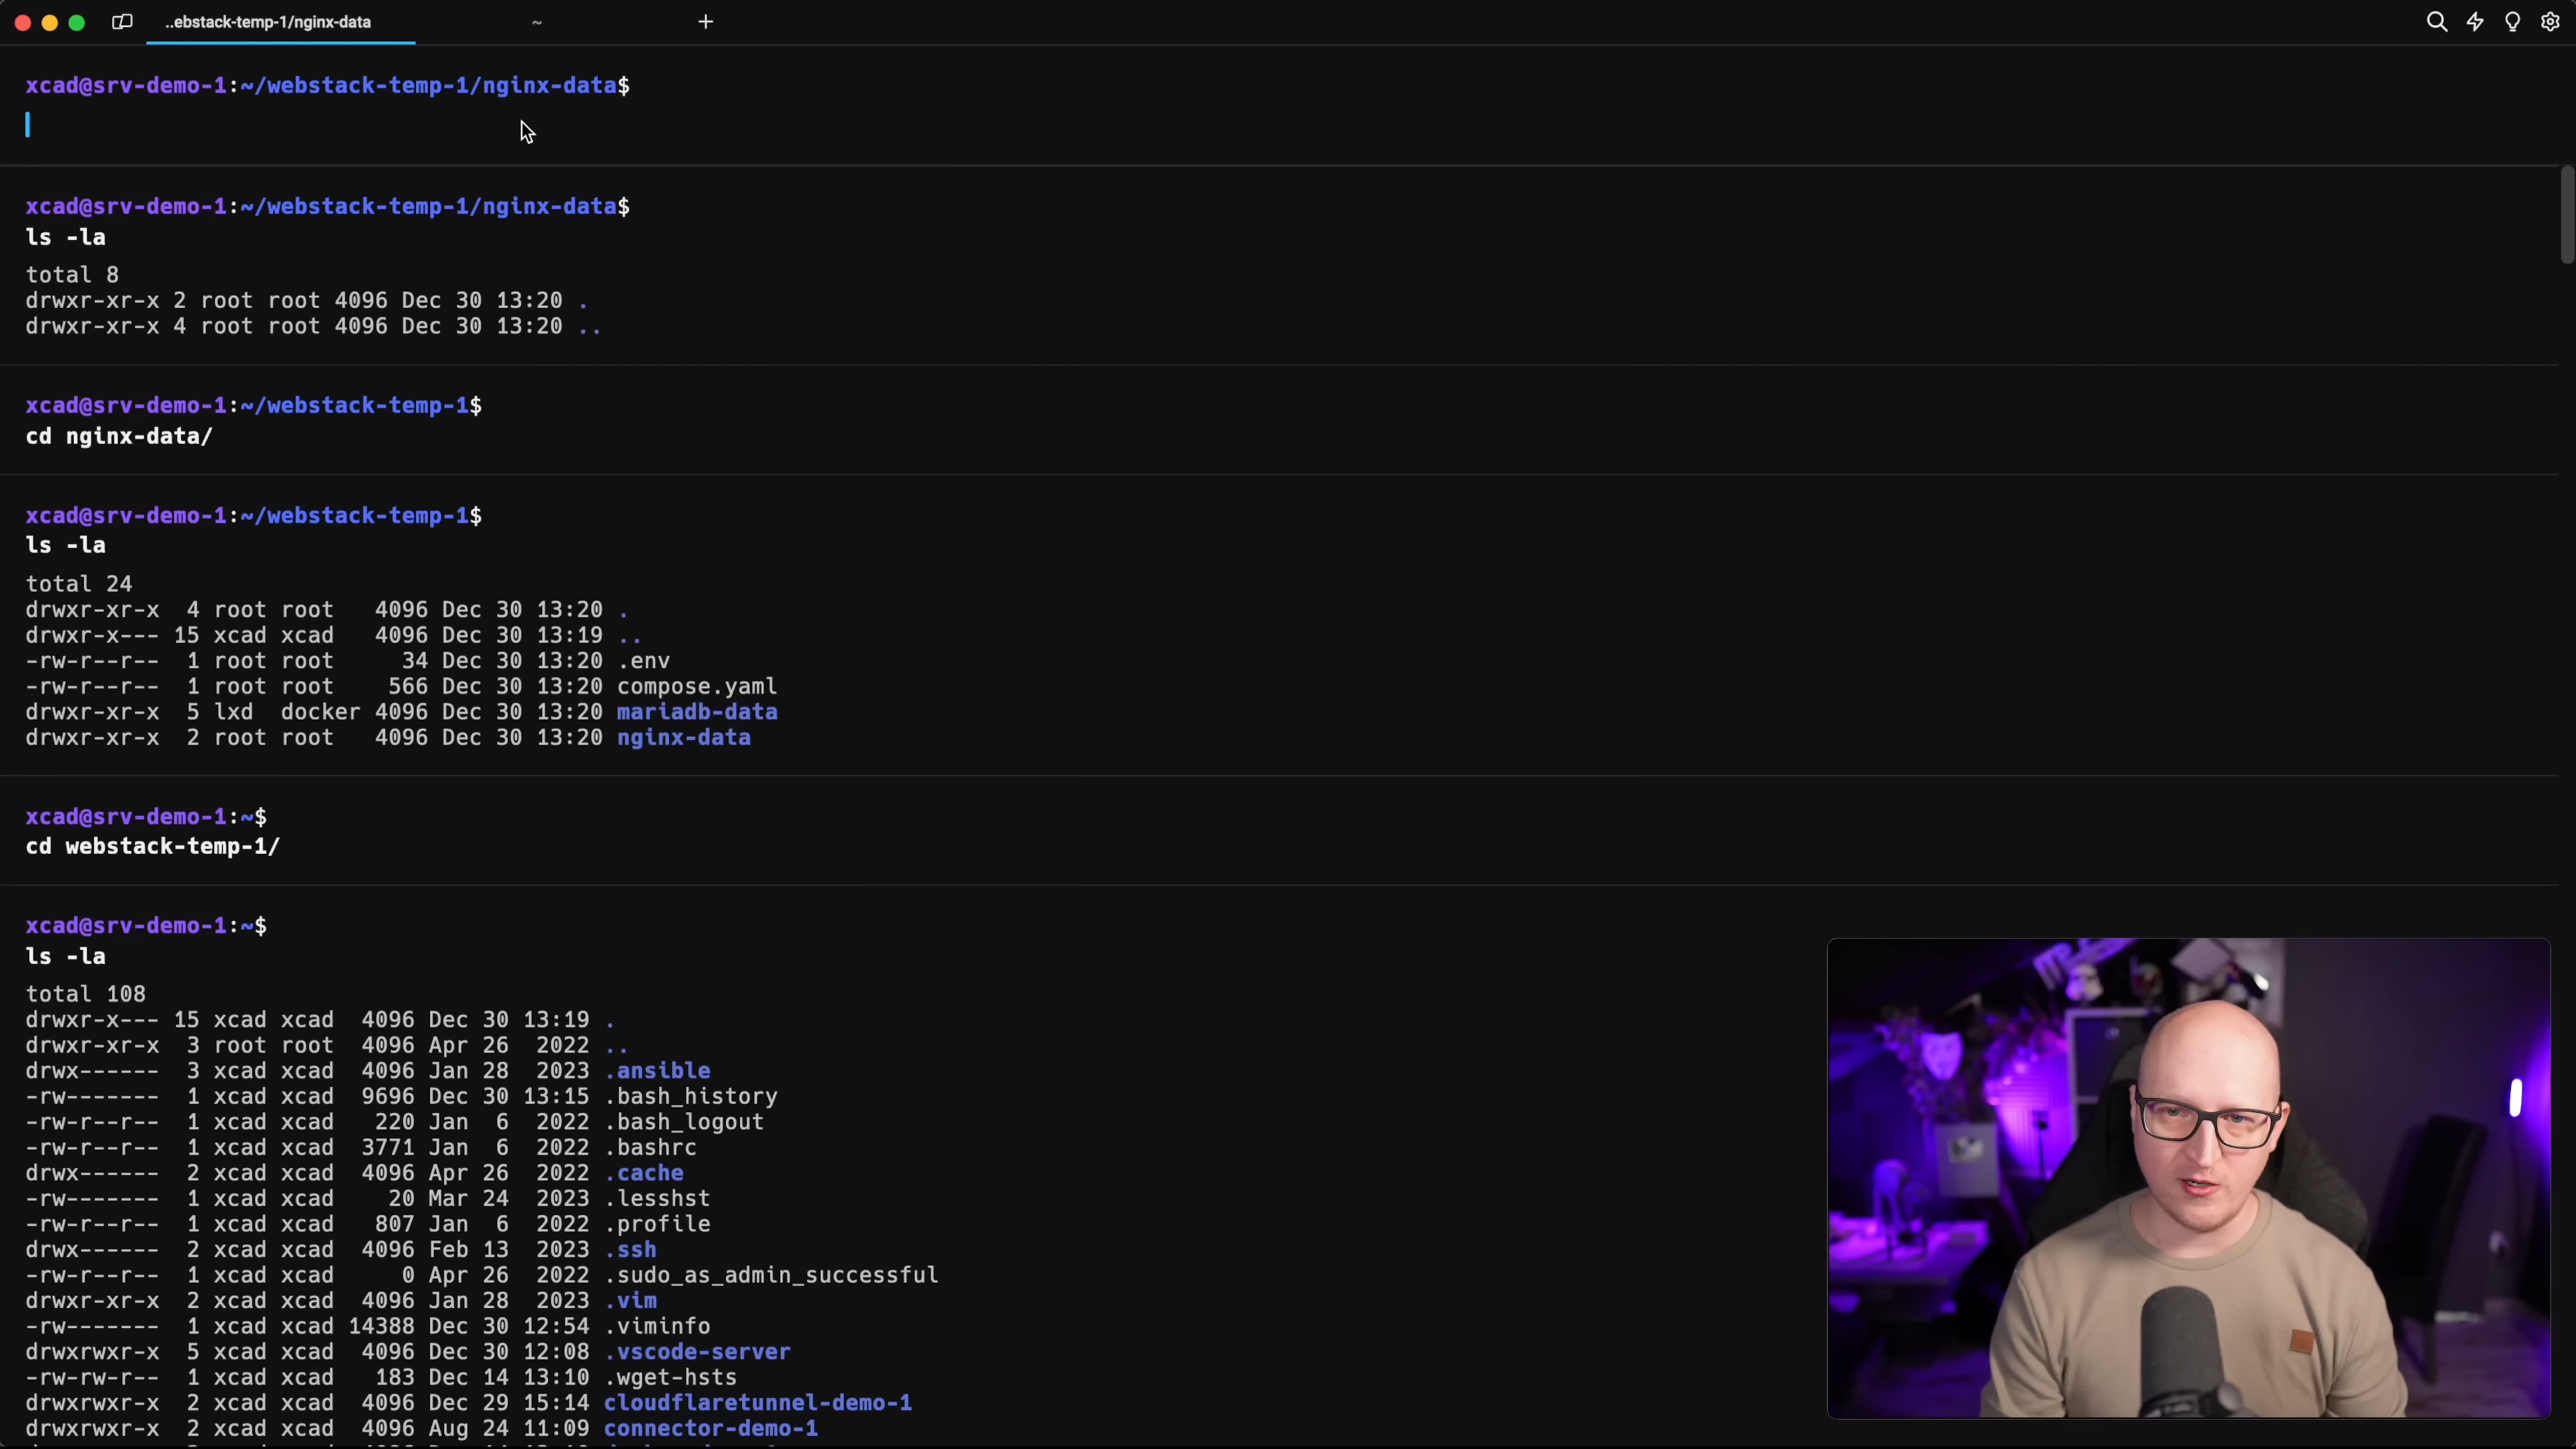 ..ebstack-temp-1/nginx-data
~
xcad@srv-demo-1:~/webstack-temp-1/nginx-data$
xcad@srv-demo-1:~/webstack-temp-1/nginx-data$
ls -la
total 8
drwxr-xr-x 2 root root 4096 Dec 30 13:20 .
drwxr-xr-x 4 root root 4096 Dec 30 13:20 ..
xcad@srv-demo-1:~/webstack-temp-1$
cd nginx-data/
xcad@srv-demo-1:~/webstack-temp-1$
ls -la
total 24
drwxr-xr-x  4 root root   4096 Dec 30 13:20 .
drwxr-x--- 15 xcad xcad   4096 Dec 30 13:19 ..
-rw-r--r--  1 root root     34 Dec 30 13:20 .env
-rw-r--r--  1 root root    566 Dec 30 13:20 compose.yaml
drwxr-xr-x  5 lxd  docker 4096 Dec 30 13:20 mariadb-data
drwxr-xr-x  2 root root   4096 Dec 30 13:20 nginx-data
xcad@srv-demo-1:~$
cd webstack-temp-1/
xcad@srv-demo-1:~$
ls -la
total 108
drwxr-x--- 15 xcad xcad  4096 Dec 30 13:19 .
drwxr-xr-x  3 root root  4096 Apr 26  2022 ..
drwx------  3 xcad xcad  4096 Jan 28  2023 .ansible
-rw-------  1 xcad xcad  9696 Dec 30 13:15 .bash_history
-rw-r--r--  1 xcad xcad   220 Jan  6  2022 .bash_logout
-rw-r--r--  1 xcad xcad  3771 Jan  6  2022 .bashrc
drwx------  2 xcad xcad  4096 Apr 26  2022 .cache
-rw-------  1 xcad xcad    20 Mar 24  2023 .lesshst
-rw-r--r--  1 xcad xcad   807 Jan  6  2022 .profile
drwx------  2 xcad xcad  4096 Feb 13  2023 .ssh
-rw-r--r--  1 xcad xcad     0 Apr 26  2022 .sudo_as_admin_successful
drwxr-xr-x  2 xcad xcad  4096 Jan 28  2023 .vim
-rw-------  1 xcad xcad 14388 Dec 30 12:54 .viminfo
drwxrwxr-x  5 xcad xcad  4096 Dec 30 12:08 .vscode-server
-rw-rw-r--  1 xcad xcad   183 Dec 14 13:10 .wget-hsts
drwxrwxr-x  2 xcad xcad  4096 Dec 29 15:14 cloudflaretunnel-demo-1
drwxrwxr-x  2 xcad xcad  4096 Aug 24 11:09 connector-demo-1